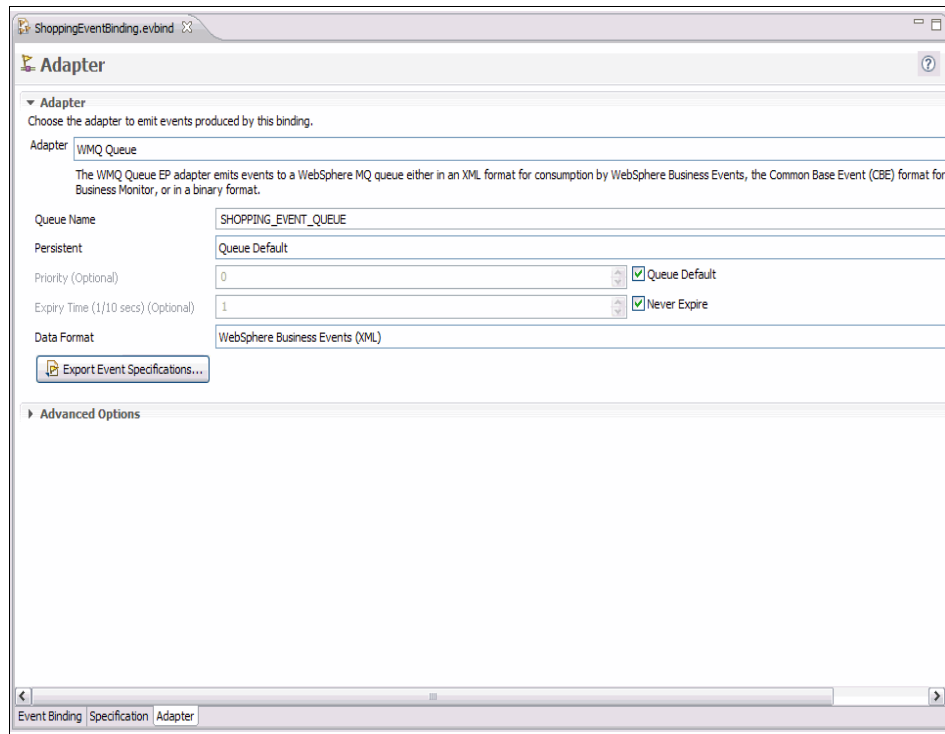 ShoppingEventBinding.evbind
Adapter
Adapter
Choose the adapter to emit events produced by this binding.
Adapter WMQ Queue
The WMQ Queue EP adapter emits events to a WebSphere MQ queue either in an XML format for consumption by WebSphere Business Events, the Common Base Event (CBE) format for
Business Monitor, or in a binary format.
Queue Name SHOPPING_EVENT_QUEUE
Persistent Queue Default
Priority (Optional) 0 Queue Default
Expiry Time (1/10 secs) (Optional) 1 Never Expire
Data Format WebSphere Business Events (XML)
Export Event Specifications...
Advanced Options
Event Binding Specification Adapter